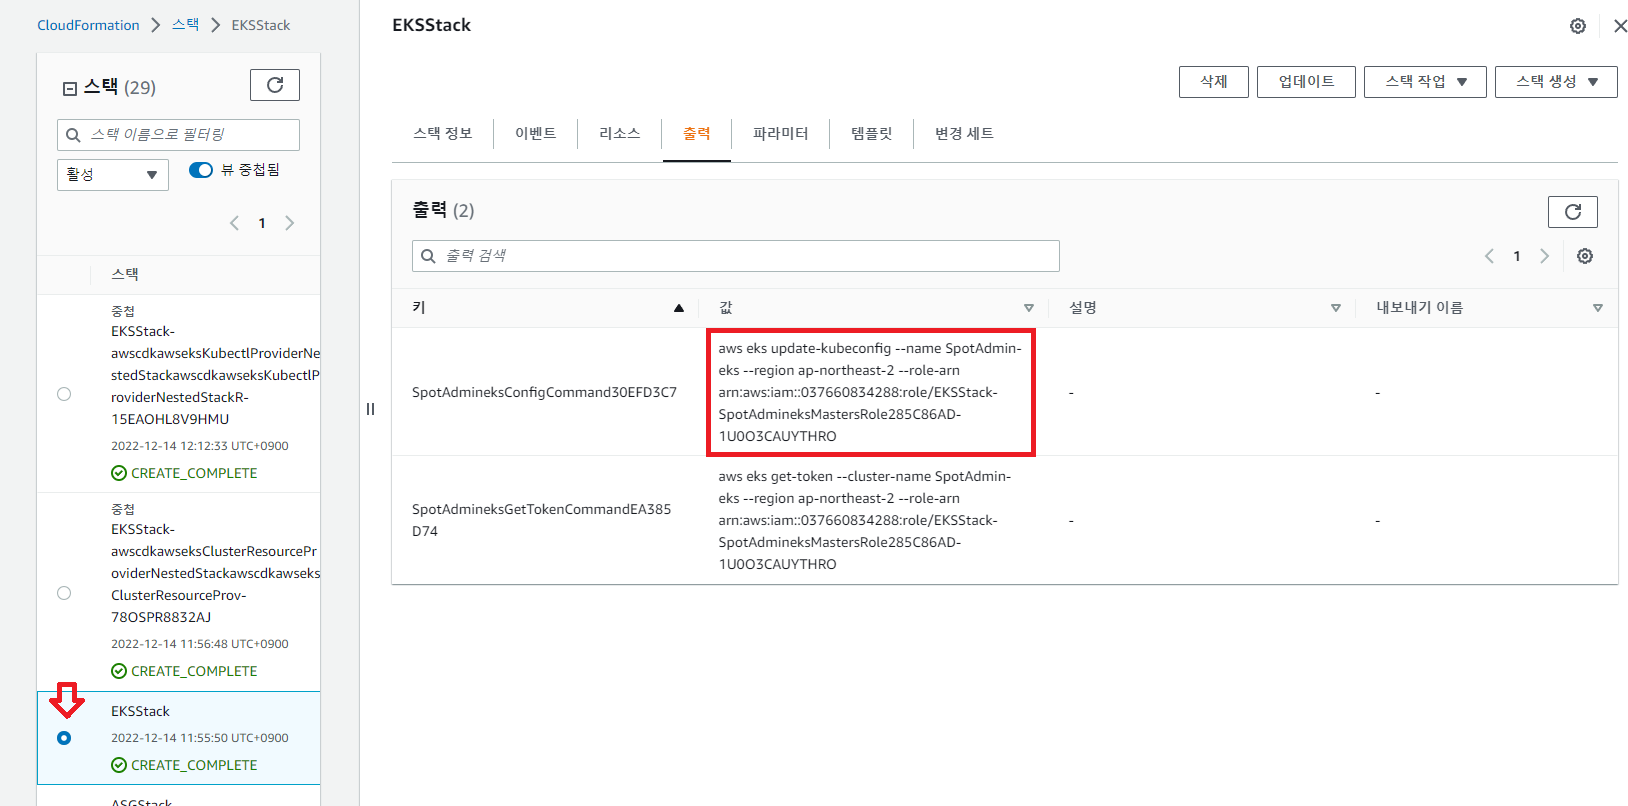 CloudFormation > 스택 > EKSStack
스택 (29)
스택 이름으로 필터링
활성
뷰 중첩됨
1
스택
중첩
EKSStack-
awscdkawseksKubectlProviderNe
stedStackawscdkawseksKubectlP
roviderNestedStackR-
15EAOHL8V9HMU
2022-12-14 12:12:33 UTC+0900
CREATE_COMPLETE
중첩
EKSStack-
awscdkawseksClusterResourcePr
oviderNestedStackawscdkawseks
ClusterResourceProv-
78OSPR8832AJ
2022-12-14 11:56:48 UTC+0900
CREATE_COMPLETE
EKSStack
2022-12-14 11:55:50 UTC+0900
CREATE_COMPLETE
ASGStack
EKSStack
삭제 업데이트 스택 작업 스택 생성
스택 정보 이벤트 리소스 출력 파라미터 템플릿 변경 세트
출력 (2)
출력 검색
1
키 값 설명 내보내기 이름
SpotAdmineksConfigCommand30EFD3C7
aws eks update-kubeconfig --name SpotAdmin-
eks --region ap-northeast-2 --role-arn
arn:aws:iam::037660834288:role/EKSStack-
SpotAdmineksMastersRole285C86AD-
1U0O3CAUYTHRO
- -
SpotAdmineksGetTokenCommandEA385
D74
aws eks get-token --cluster-name SpotAdmin-
eks --region ap-northeast-2 --role-arn
arn:aws:iam::037660834288:role/EKSStack-
SpotAdmineksMastersRole285C86AD-
1U0O3CAUYTHRO
- -